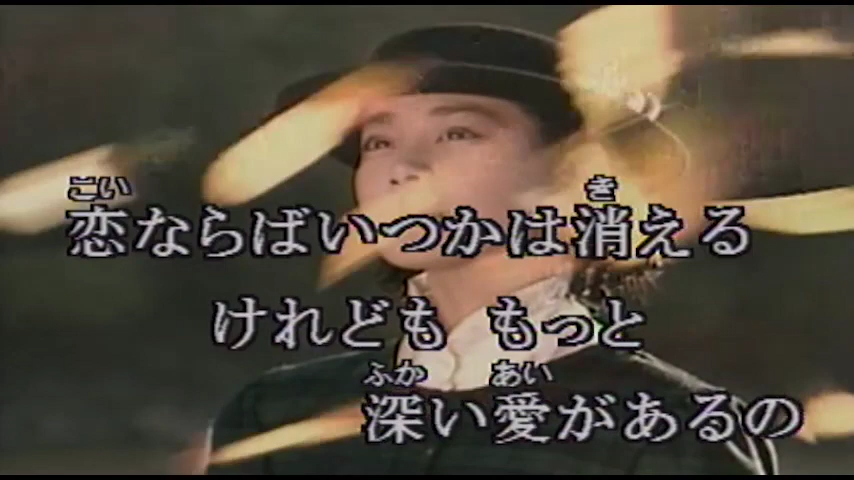 こい き
恋ならばいつかは消える
けれども もっと
ふか あい
深い愛があるの